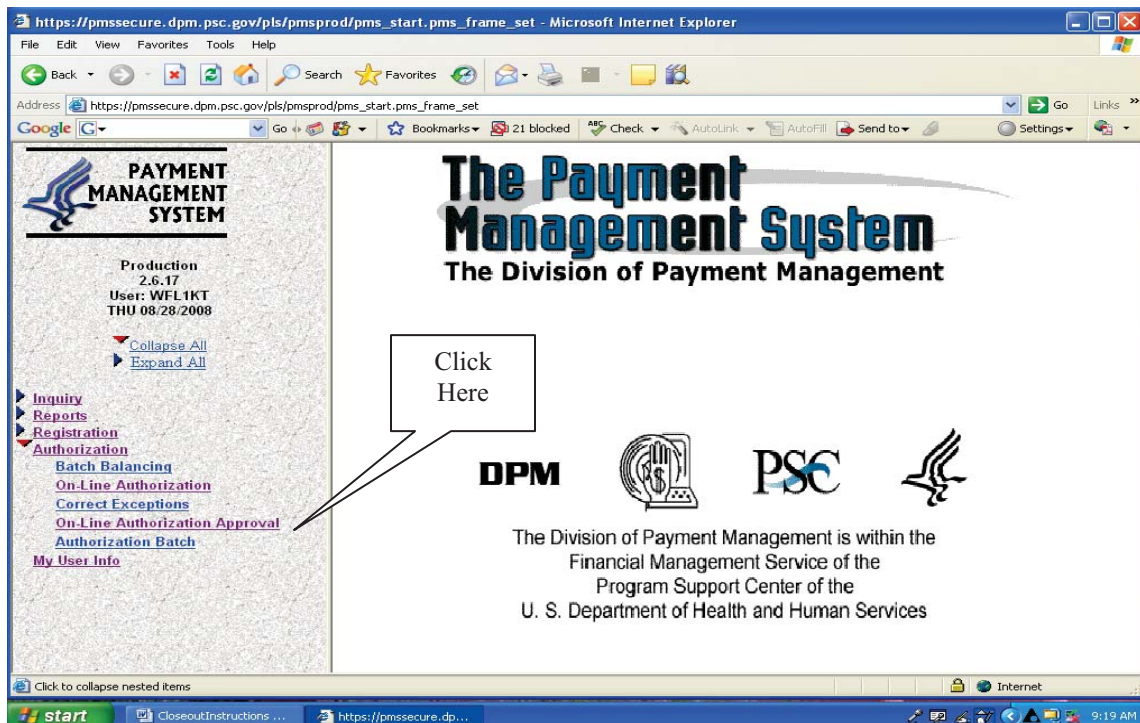 https://pmssecure.dpm.psc.gov/pls/pmsprod/pms_start.pms_frame_set - Microsoft Internet Explorer
File Edit View Favorites Tools Help
Back Search Favorites
Address https://pmssecure.dpm.psc.gov/pls/pmsprod/pms_start.pms_frame_set Go Links »
Google G Go Bookmarks 21 blocked ABC Check AutoLink AutoFill Send to Settings
PAYMENT
MANAGEMENT
SYSTEM
Production
2.6.17
User: WFL1KT
THU 08/28/2008
Collapse All
Expand All
Inquiry
Reports
Registration
Authorization
Batch Balancing
On-Line Authorization
Correct Exceptions
On-Line Authorization Approval
Authorization Batch
My User Info
The Payment
Management System
The Division of Payment Management
Click
Here
DPM $ PSC
The Division of Payment Management is within the
Financial Management Service of the
Program Support Center of the
U. S. Department of Health and Human Services
Click to collapse nested items Internet
start CloseoutInstructions ... https://pmssecure.dp... 9:19 AM